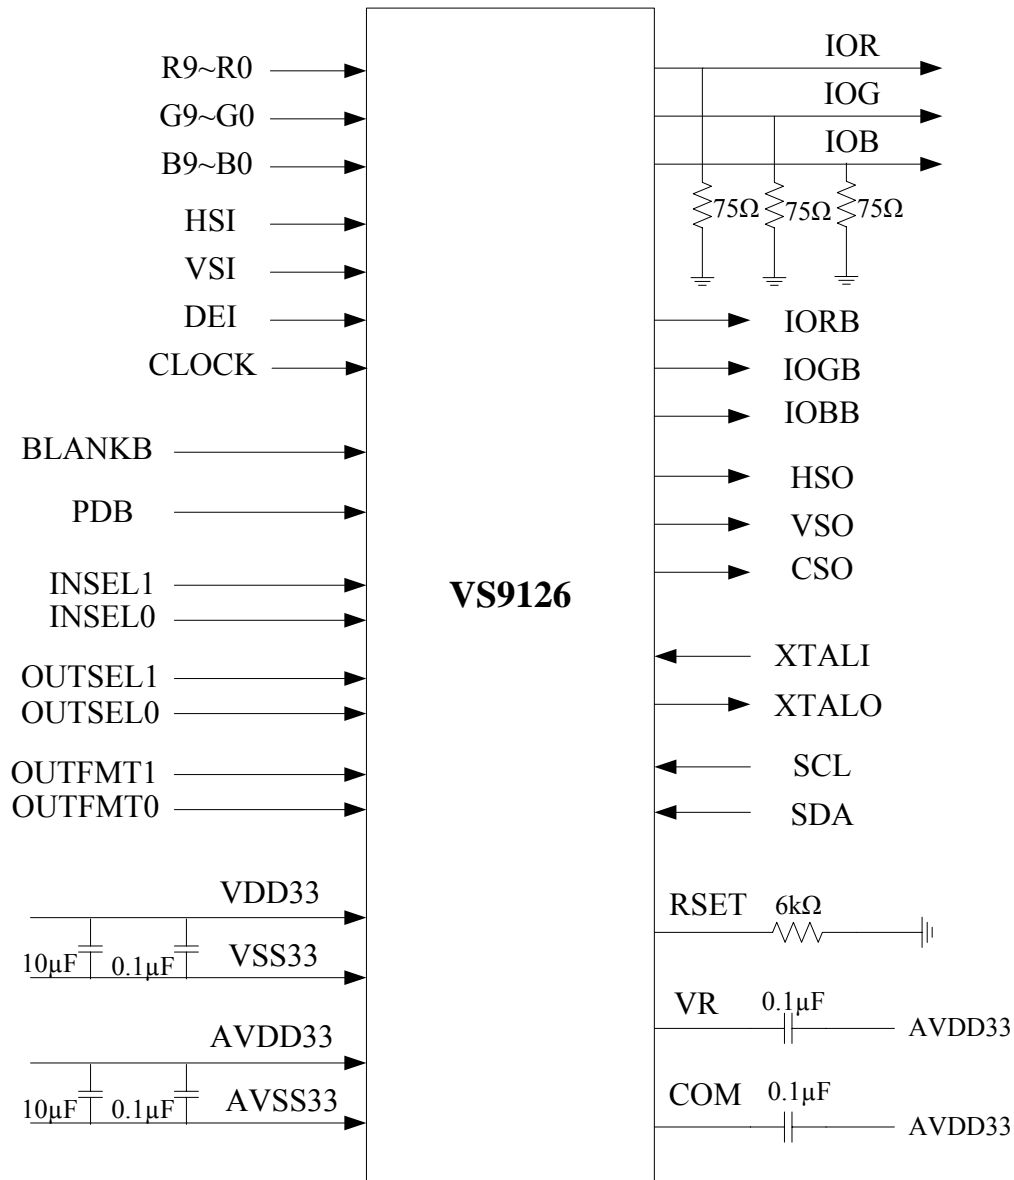 R9~R0
G9~G0
B9~B0
HSI
VSI
DEI
CLOCK
BLANKB
PDB
INSEL1
INSEL0
OUTSEL1
OUTSEL0
OUTFMT1
OUTFMT0
VDD33
10µF
0.1µF
VSS33
AVDD33
10µF
0.1µF
AVSS33
VS9126
IOR
IOG
IOB
75Ω
75Ω
75Ω
IORB
IOGB
IOBB
HSO
VSO
CSO
XTALI
XTALO
SCL
SDA
RSET
6kΩ
VR
0.1µF
AVDD33
COM
0.1µF
AVDD33